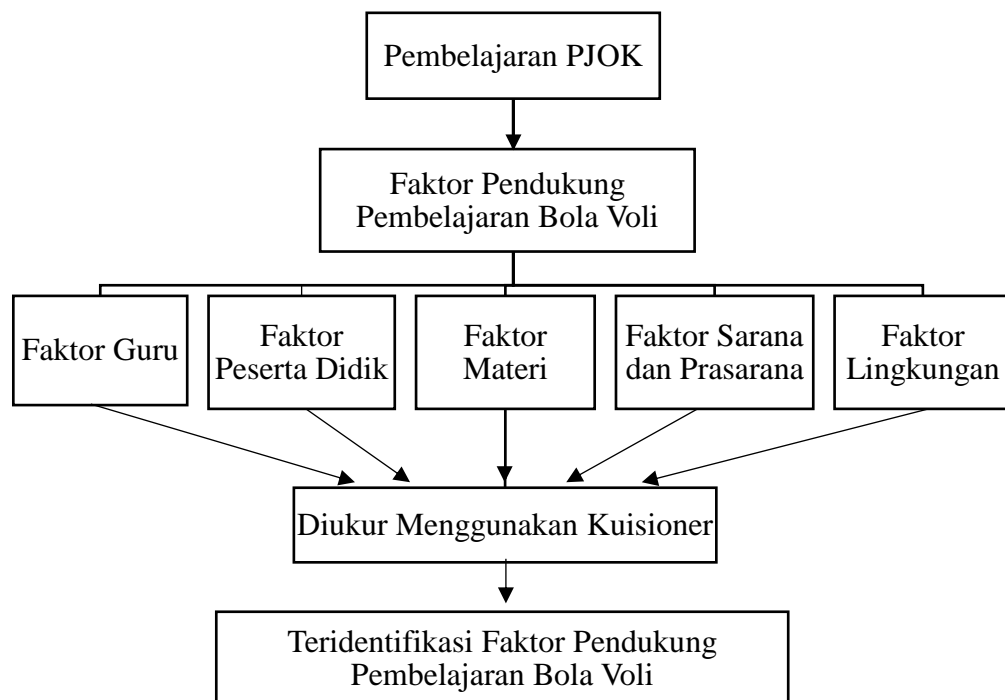 Pembelajaran PJOK
Faktor Pendukung
Pembelajaran Bola Voli
Faktor Guru
Faktor
Peserta Didik
Faktor
Materi
Faktor Sarana
dan Prasarana
Faktor
Lingkungan
Diukur Menggunakan Kuisioner
Teridentifikasi Faktor Pendukung
Pembelajaran Bola Voli